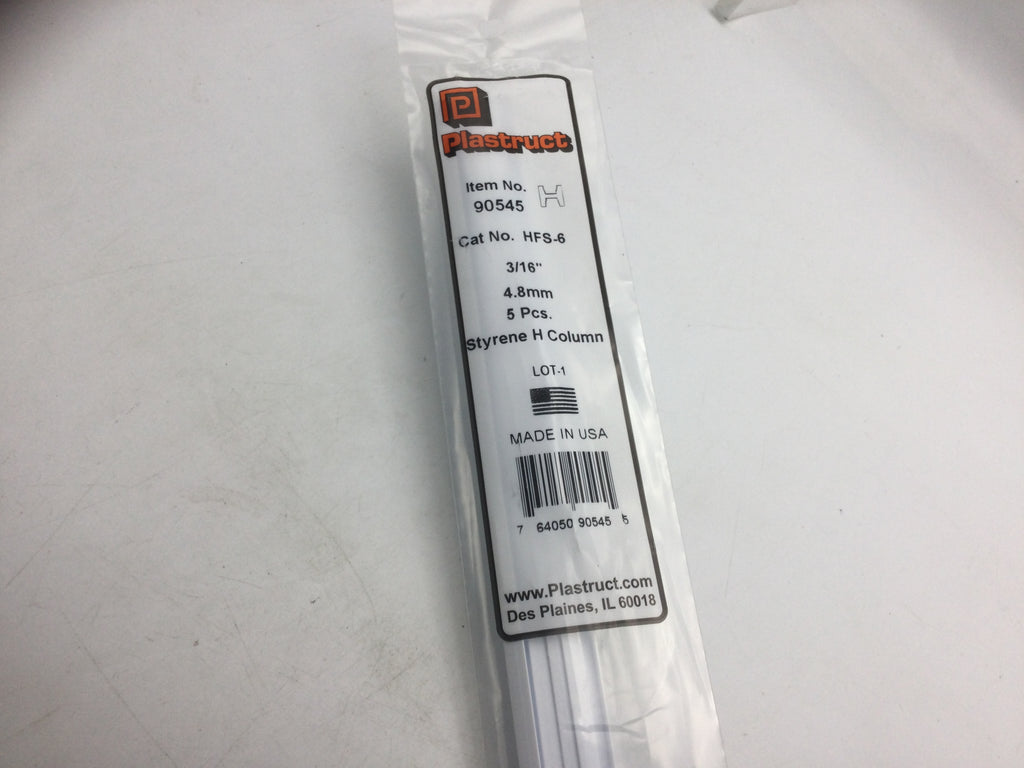 P
Plastruct
Item No.
90545
Cat No. HFS-6
3/16"
4.8mm
5 Pcs.
Styrene H Column
LOT-1
MADE IN USA
7 64050 90545 5
www.Plastruct.com
Des Plaines, IL 60018